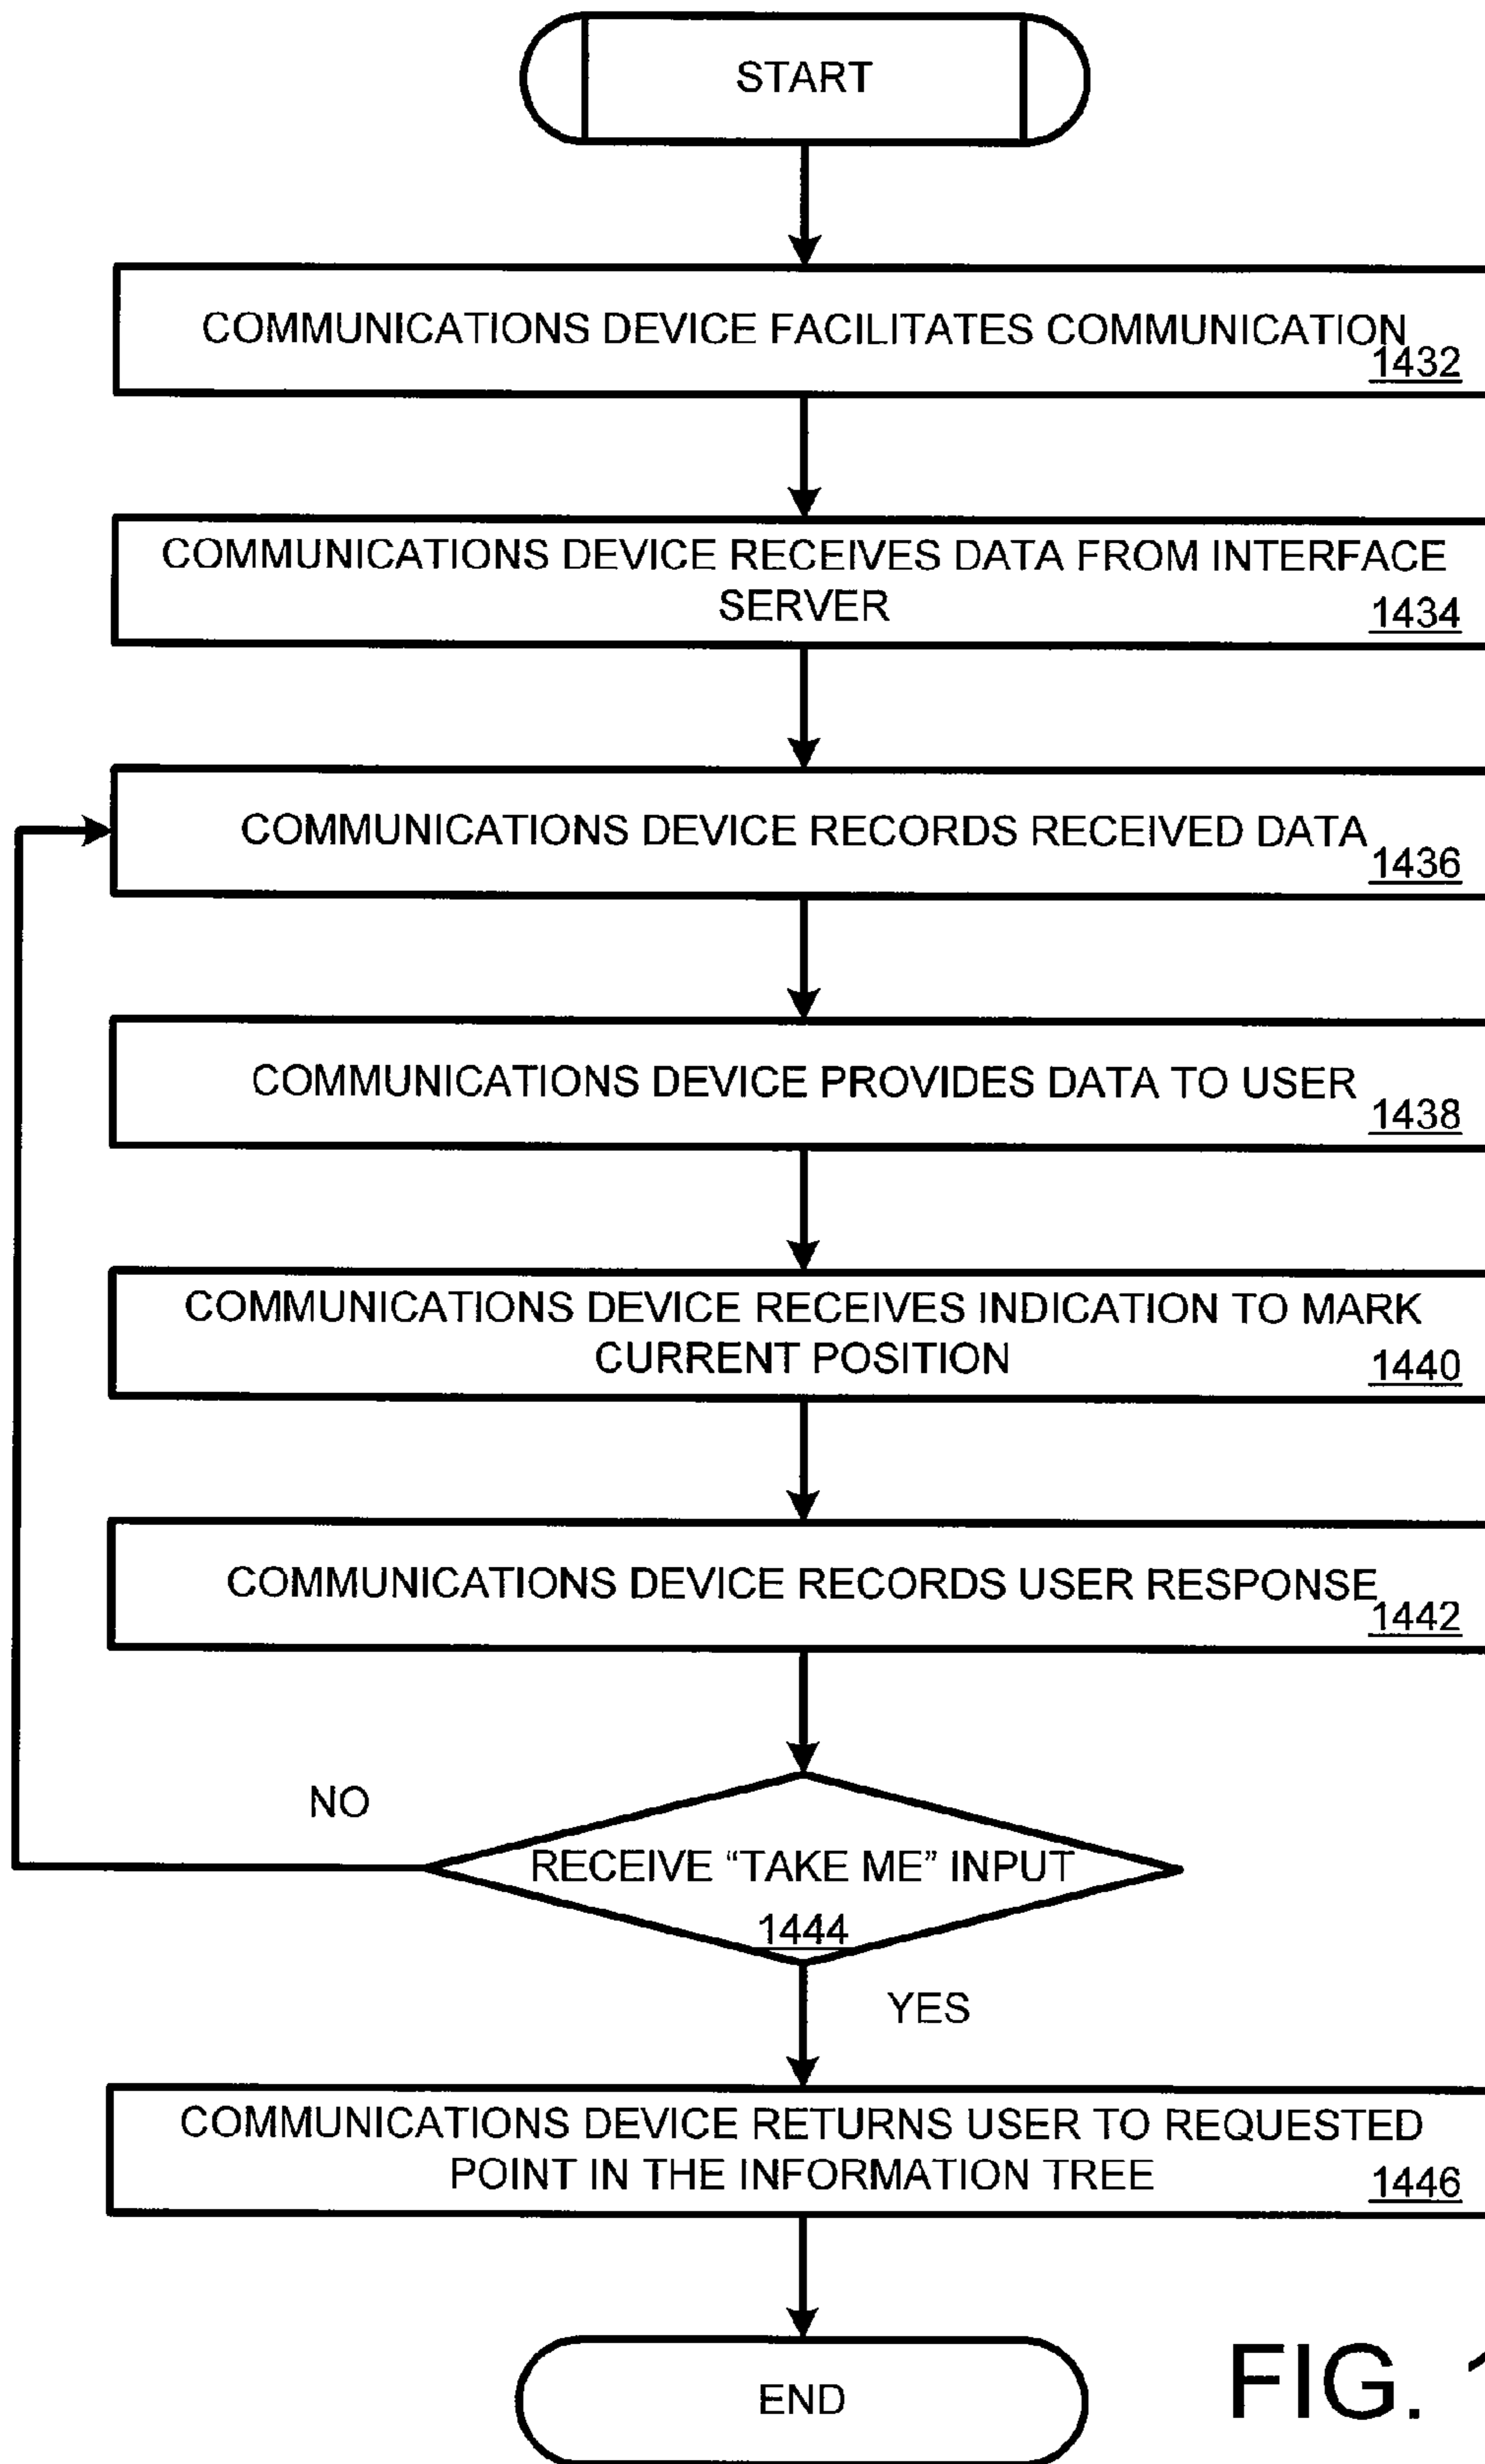 START
COMMUNICATIONS DEVICE FACILITATES COMMUNICATION
1432
COMMUNICATIONS DEVICE RECEIVES DATA FROM INTERFACE
SERVER
1434
COMMUNICATIONS DEVICE RECORDS RECEIVED DATA
1436
COMMUNICATIONS DEVICE PROVIDES DATA TO USER
1438
COMMUNICATIONS DEVICE RECEIVES INDICATION TO MARK
CURRENT POSITION
1440
COMMUNICATIONS DEVICE RECORDS USER RESPONSE
1442
NO
RECEIVE “TAKE ME” INPUT
1444
YES
COMMUNICATIONS DEVICE RETURNS USER TO REQUESTED
POINT IN THE INFORMATION TREE
1446
END
FIG.